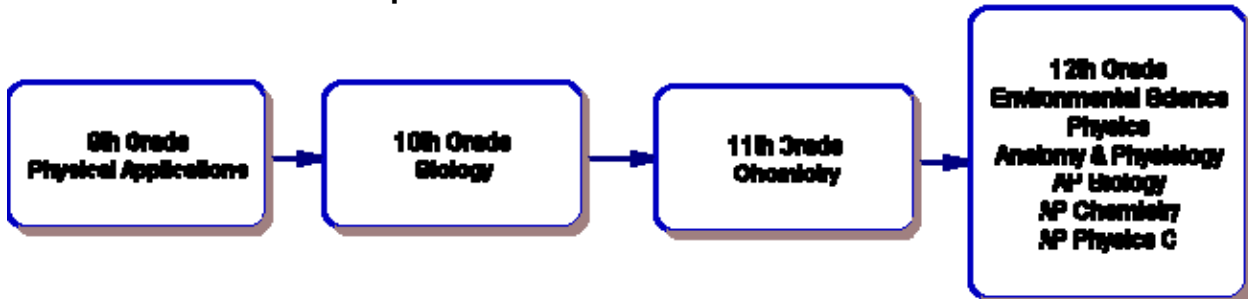 9th Grade
Physical Applications
10th Grade
Biology
11th Grade
Chemistry
12th Grade
Environmental Science
Physics
Anatomy & Physiology
AP Biology
AP Chemistry
AP Physics C